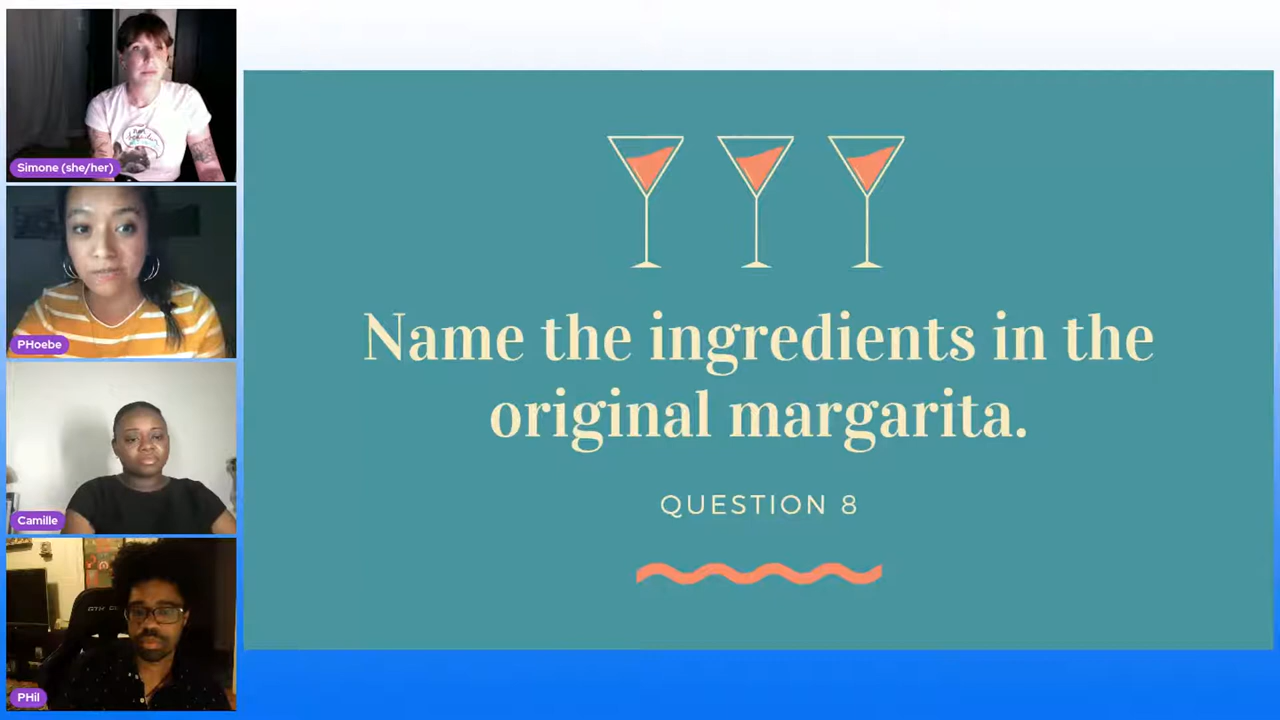 Simone (she/her)
PHoebe
Camille
PHil
Name the ingredients in the
original margarita.
QUESTION 8